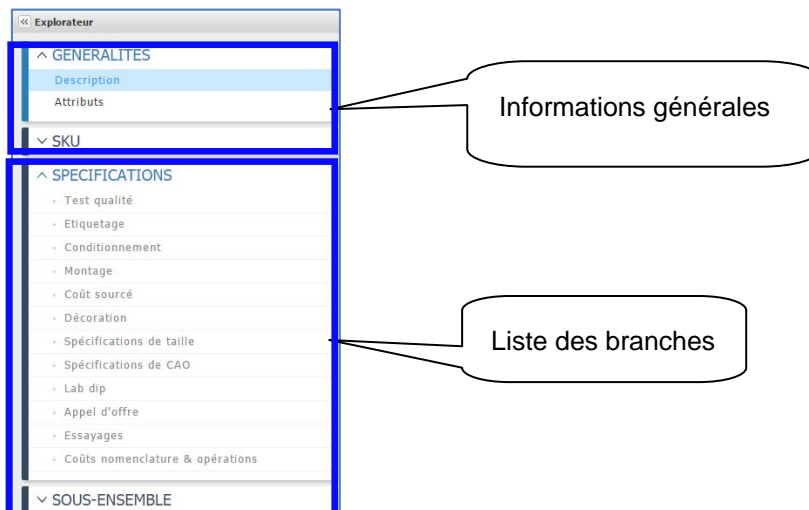 Explorateur
GENERALITES
Description
Attributs
Informations générales
SKU
SPECIFICATIONS
Test qualité
Etiquetage
Conditionnement
Montage
Coût sourcé
Décoration
Spécifications de taille
Liste des branches
Spécifications de CAO
Lab dip
Appel d'offre
Essayages
Coûts nomenclature & opérations
SOUS-ENSEMBLE